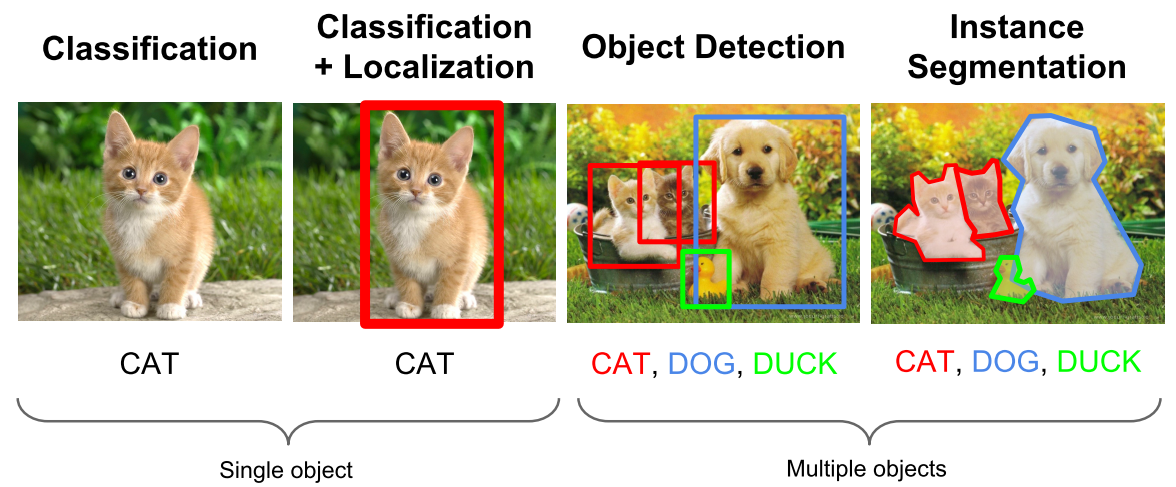 Classification
Classification
+ Localization
Object Detection
Instance
Segmentation
CAT
CAT
CAT, DOG, DUCK
CAT, DOG, DUCK
Single object
Multiple objects